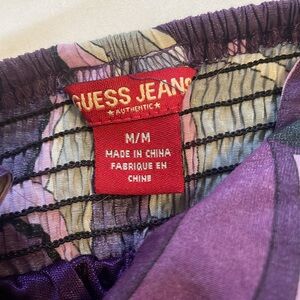 GUESS JEANS
★ AUTHENTIC ★
M/M
MADE IN CHINA
FABRIQUE EN
CHINE